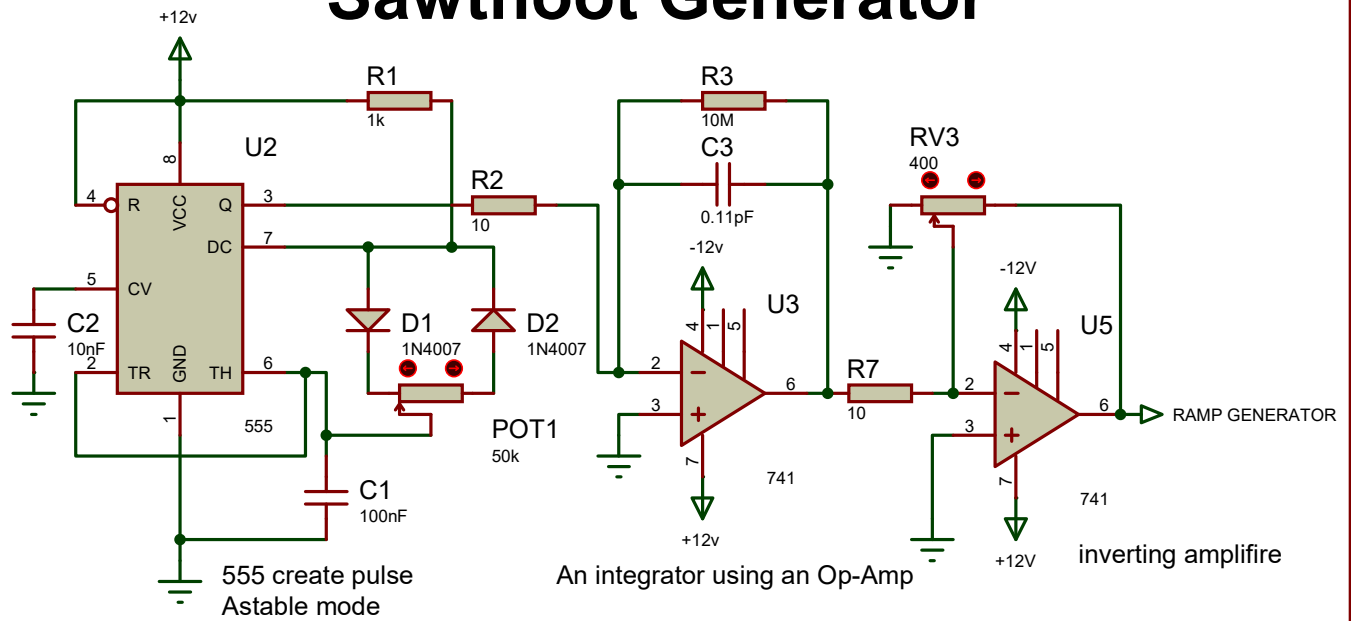 Sawthoot Generator
+12v
R1
1k
U2
8
4
R
VCC
Q
3
DC
7
5
CV
C2
10nF
2
TR
GND
TH
6
1
555
R2
10
D1
1N4007
D2
1N4007
POT1
50k
C1
100nF
555 create pulse
Astable mode
R3
10M
C3
0.11pF
-12v
U3
4
1
5
2
3
6
7
741
+12v
An integrator using an Op-Amp
R7
10
RV3
400
-12V
U5
4
1
5
2
3
6
7
741
+12V
RAMP GENERATOR
inverting amplifire